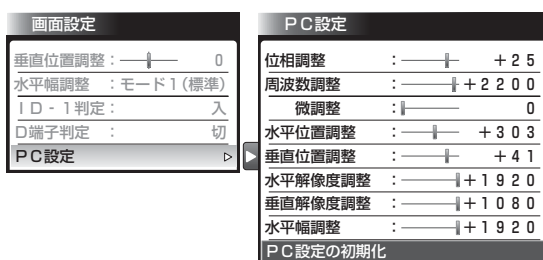 画面設定
垂直位置調整 : 0
水平幅調整 : モード1(標準)
ID-1判定 : 入
D端子判定 : 切
PC設定
PC設定
位相調整 : +25
周波数調整 : +2200
微調整 : 0
水平位置調整 : +303
垂直位置調整 : +41
水平解像度調整 : +1920
垂直解像度調整 : +1080
水平幅調整 : +1920
PC設定の初期化